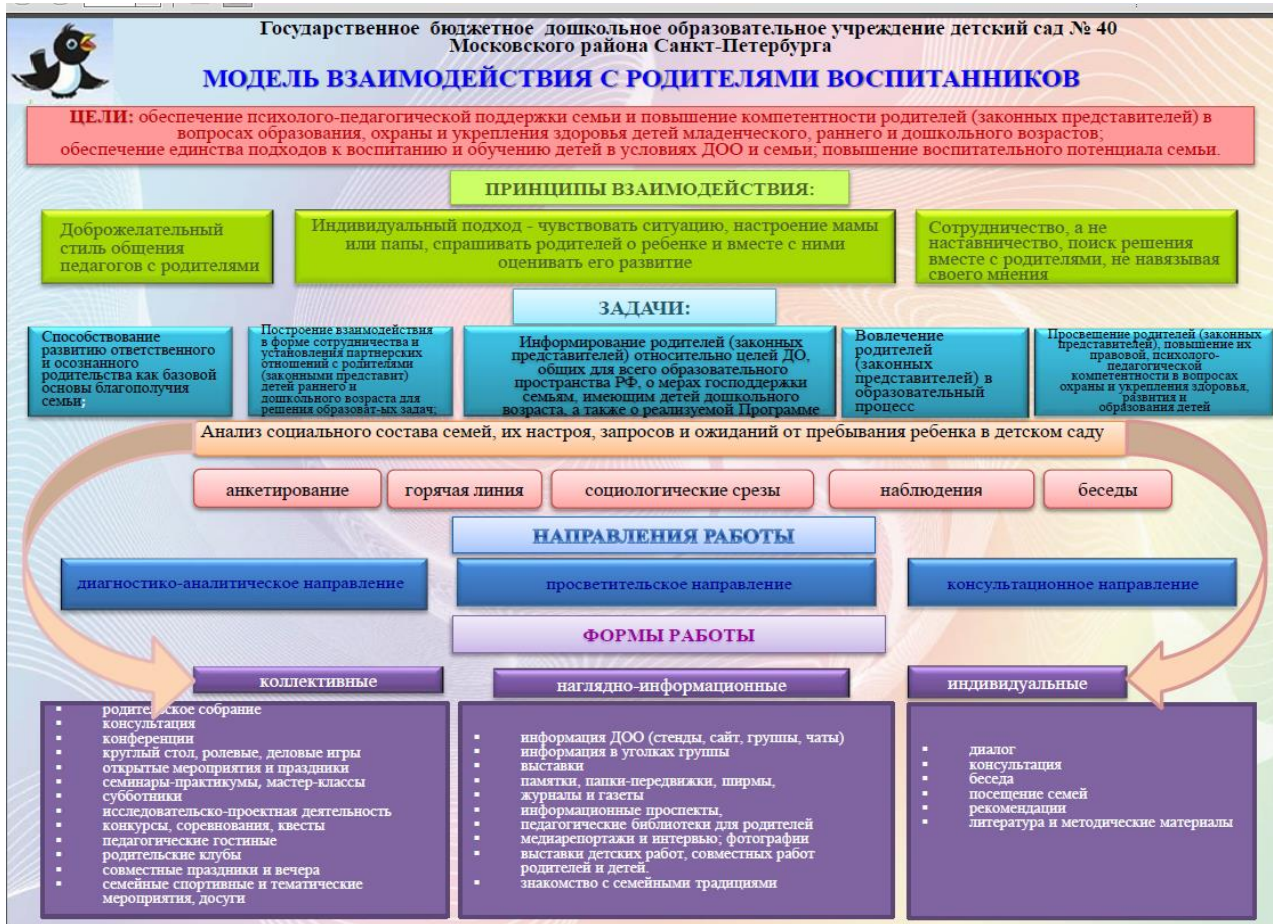 Государственное бюджетное дошкольное образовательное учреждение детский сад № 40
Московского района Санкт-Петербурга
МОДЕЛЬ ВЗАИМОДЕЙСТВИЯ С РОДИТЕЛЯМИ ВОСПИТАННИКОВ
ЦЕЛИ: обеспечение психолого-педагогической поддержки семьи и повышение компетентности родителей (законных представителей) в
вопросах образования, охраны и укрепления здоровья детей младенческого, раннего и дошкольного возрастов;
обеспечение единства подходов к воспитанию и обучению детей в условиях ДОО и семьи; повышение воспитательного потенциала семьи.
ПРИНЦИПЫ ВЗАИМОДЕЙСТВИЯ:
Доброжелательный
стиль общения
педагогов с родителями
Индивидуальный подход - чувствовать ситуацию, настроение мамы
или папы, спрашивать родителей о ребенке и вместе с ними
оценивать его развитие
Сотрудничество, а не
наставничество, поиск решения
вместе с родителями, не навязывая
своего мнения
ЗАДАЧИ:
Способствование
развитию ответственного
и осознанного
родительства как базовой
основы благополучия
семьи;
Построение взаимодействия
в форме сотрудничества и
установления партнерских
отношений с родителями
(законными представит)
детей раннего и
дошкольного возраста для
решения образоват-ых задач;
Информирование родителей (законных
представителей) относительно целей ДО,
общих для всего образовательного
пространства РФ, о мерах господдержки
семьям, имеющим детей дошкольного
возраста, а также о реализуемой Программе
Вовлечение
родителей
(законных
представителей) в
образовательный
процесс
Просвещение родителей (законных
представителей), повышение их
правовой, психолого-
педагогической
компетентности в вопросах
охраны и укрепления здоровья,
развития и
образования детей
Анализ социального состава семей, их настроя, запросов и ожиданий от пребывания ребенка в детском саду
анкетирование
горячая линия
социологические срезы
наблюдения
беседы
НАПРАВЛЕНИЯ РАБОТЫ
диагностико-аналитическое направление
просветительское направление
консультационное направление
ФОРМЫ РАБОТЫ
коллективные
▪ родительское собрание
▪ консультация
▪ конференции
▪ круглый стол, ролевые, деловые игры
▪ открытые мероприятия и праздники
▪ семинары-практикумы, мастер-классы
▪ субботники
▪ исследовательско-проектная деятельность
▪ конкурсы, соревнования, квесты
▪ педагогические гостиные
▪ родительские клубы
▪ совместные праздники и вечера
▪ семейные спортивные и тематические
мероприятия, досуги
наглядно-информационные
▪ информация ДОО (стенды, сайт, группы, чаты)
▪ информация в уголках группы
▪ выставки
▪ памятки, папки-передвижки, ширмы,
▪ журналы и газеты
▪ информационные проспекты,
▪ педагогические библиотеки для родителей
▪ медиарепортажи и интервью; фотографии
▪ выставки детских работ, совместных работ
родителей и детей.
▪ знакомство с семейными традициями
индивидуальные
▪ диалог
▪ консультация
▪ беседа
▪ посещение семей
▪ рекомендации
▪ литература и методические материалы